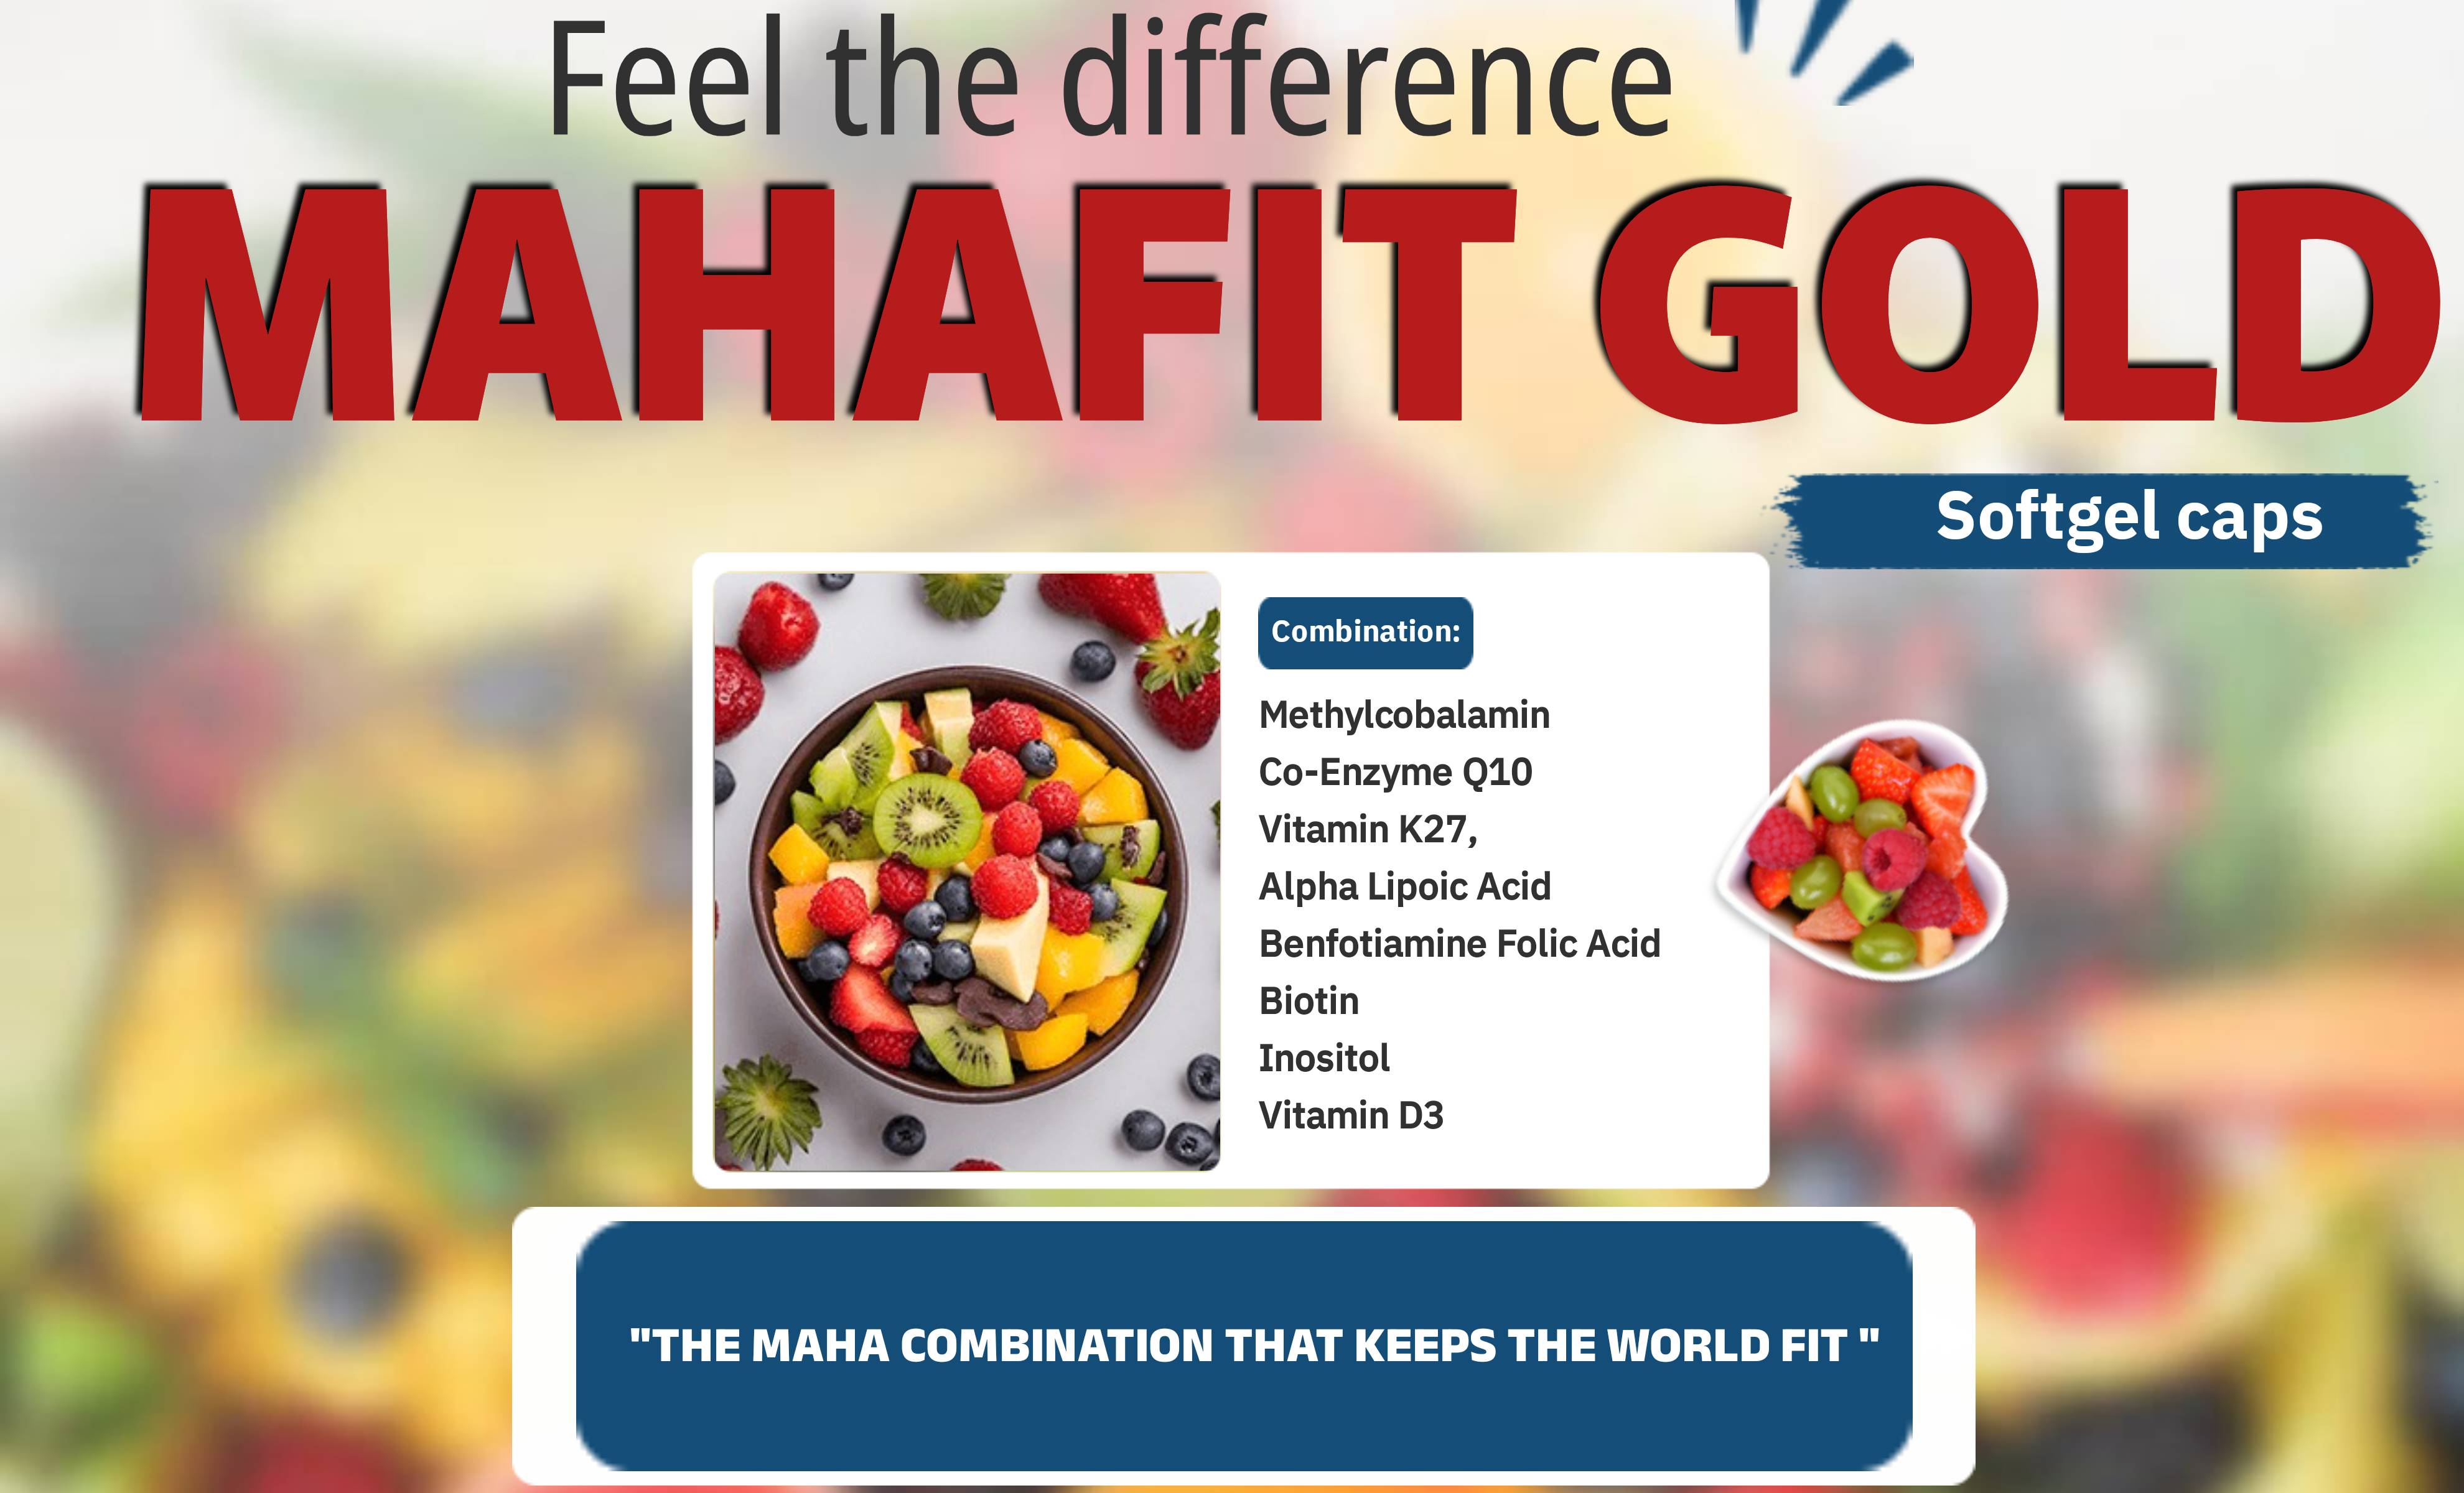 Feel the difference
MAHAFIT GOLD
Softgel caps
Combination:
Methylcobalamin
Co-Enzyme Q10
Vitamin K27,
Alpha Lipoic Acid
Benfotiamine Folic Acid
Biotin
Inositol
Vitamin D3
"THE MAHA COMBINATION THAT KEEPS THE WORLD FIT "